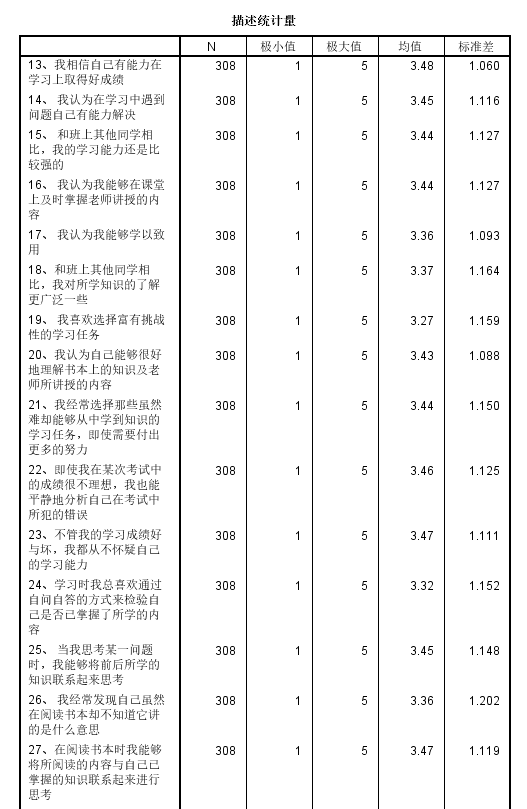 描述统计量
N 极小值 极大值 均值 标准差
13、我相信自己有能力在 308 1 5 3.48 1.060
学习上取得好成绩
14、 我认为在学习中遇到 308 1 5 3.45 1.116
问题自己有能力解决
15、 和班上其他同学相 308 1 5 3.44 1.127
比，我的学习能力还是比
较强的
16、 我认为我能够在课堂 308 1 5 3.44 1.127
上及时掌握老师讲授的内
容
17、 我认为我能够学以致 308 1 5 3.36 1.093
用
18、和班上其他同学相 308 1 5 3.37 1.164
比，我对所学知识的了解
更广泛一些
19、我喜欢选择富有挑战 308 1 5 3.27 1.159
性的学习任务
20、我认为自己能够很好 308 1 5 3.43 1.088
地理解书本上的知识及老
师所讲授的内容
21、我经常选择那些虽然 308 1 5 3.44 1.150
难却能够从中学到知识的
学习任务，即使需要付出
更多的努力
22、即使我在某次考试中 308 1 5 3.46 1.125
的成绩很不理想，我也能
平静地分析自己在考试中
所犯的错误
23、不管我的学习成绩好 308 1 5 3.47 1.111
与坏，我都从不怀疑自己
的学习能力
24、学习时我总喜欢通过 308 1 5 3.32 1.152
自问自答的方式来检验自
己是否已掌握了所学的内
容
25、 当我思考某一问题 308 1 5 3.45 1.148
时，我能够将前后所学的
知识联系起来思考
26、 我经常发现自己虽然 308 1 5 3.36 1.202
在阅读书本却不知道它讲
的是什么意思
27、在阅读书本时我能够 308 1 5 3.47 1.119
将所阅读的内容与自己已
掌握的知识联系起来进行
思考